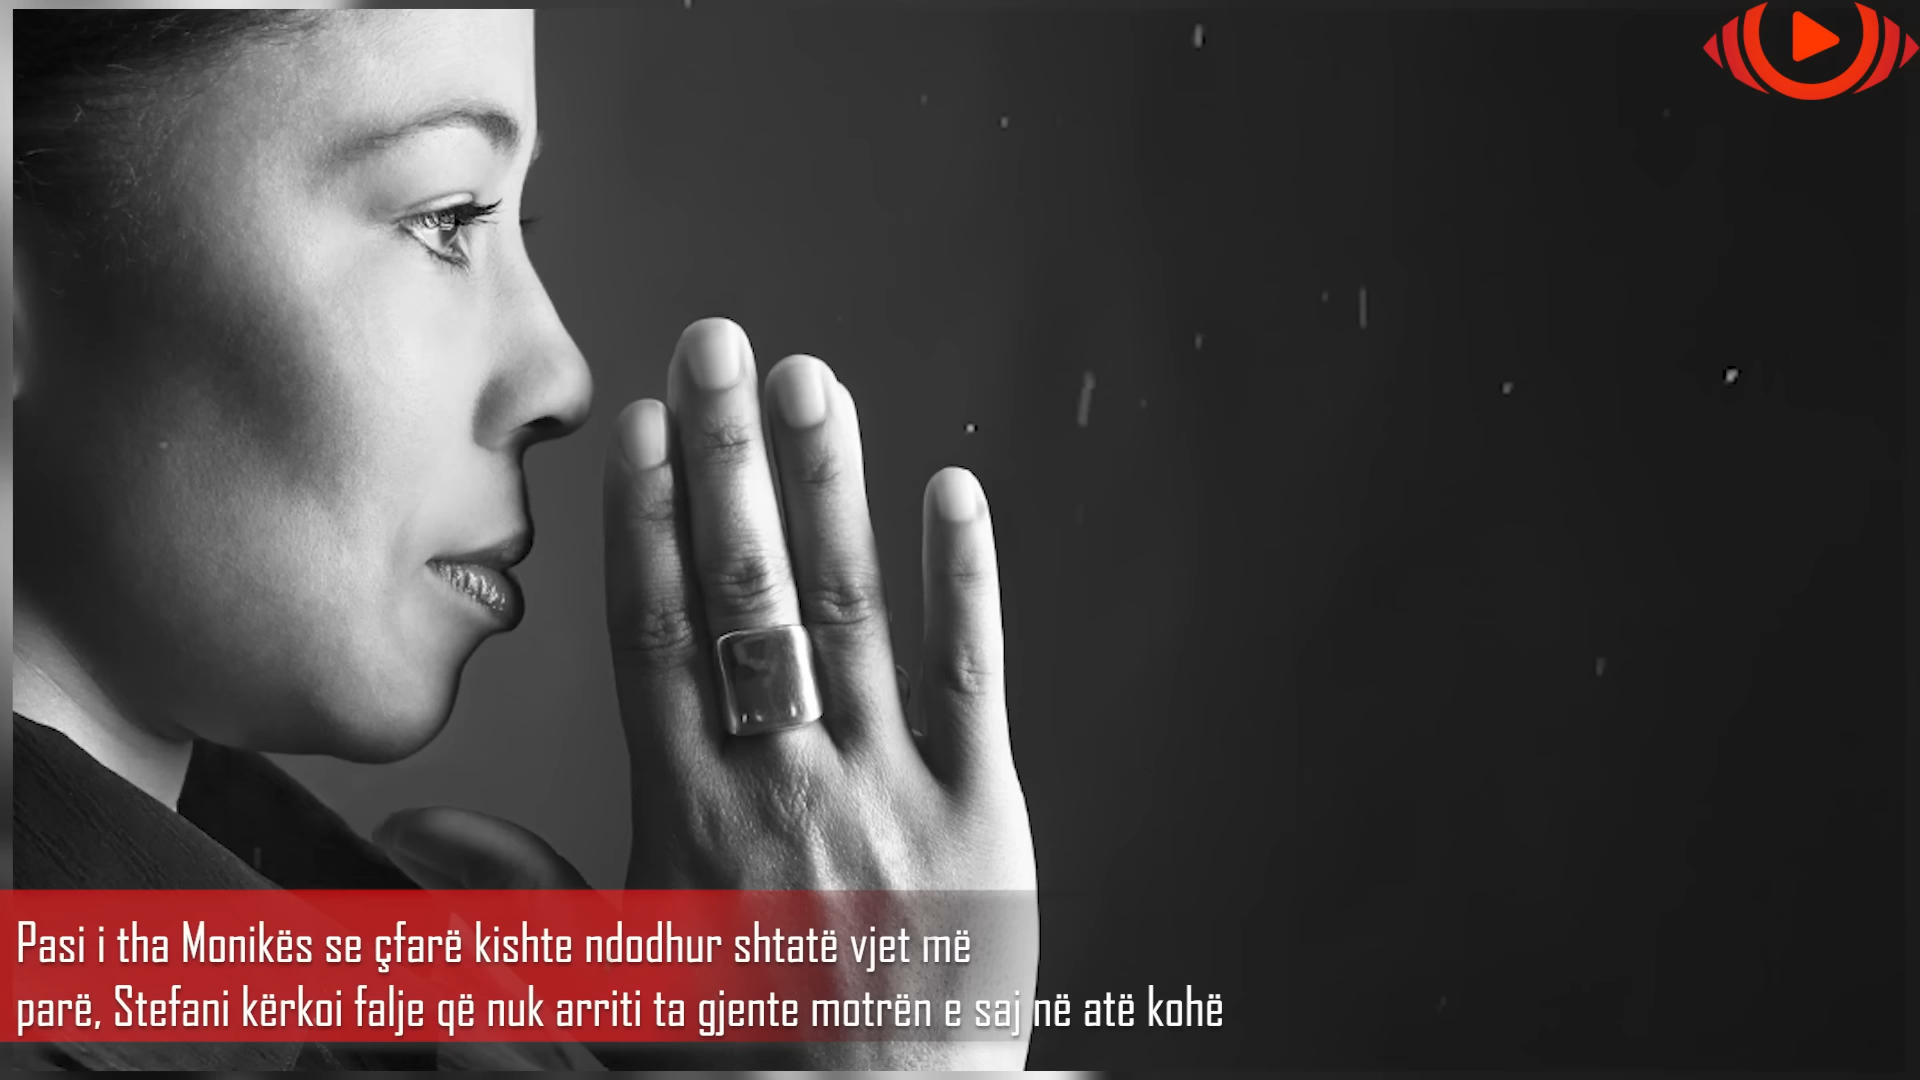 Pasi i tha Monikës se çfarë kishte ndodhur shtatë vjet më
parë, Stefani kërkoi falje që nuk arriti ta gjente motrën e saj në atë kohë